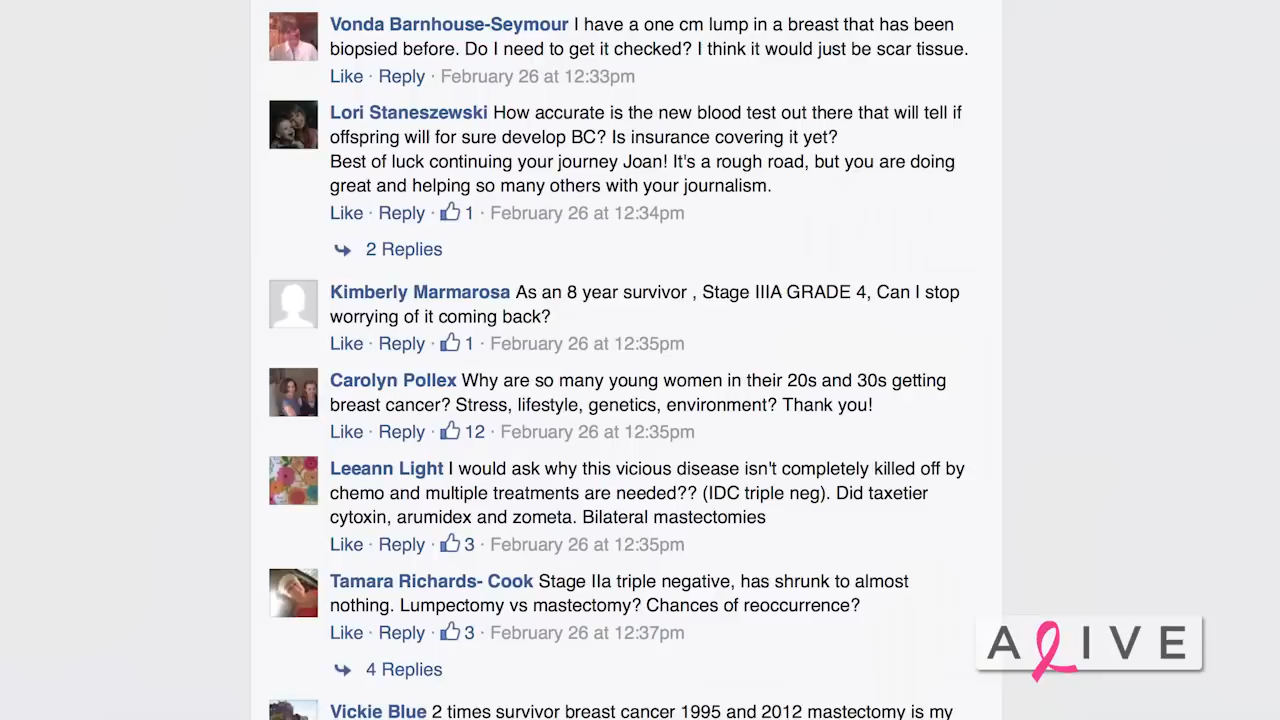 Vonda Barnhouse-Seymour I have a one cm lump in a breast that has been
biopsied before. Do I need to get it checked? I think it would just be scar tissue.
Like · Reply · February 26 at 12:33pm
Lori Staneszewski How accurate is the new blood test out there that will tell if
offspring will for sure develop BC? Is insurance covering it yet?
Best of luck continuing your journey Joan! It's a rough road, but you are doing
great and helping so many others with your journalism.
Like · Reply · 1 · February 26 at 12:34pm
2 Replies
Kimberly Marmarosa As an 8 year survivor , Stage IIIA GRADE 4, Can I stop
worrying of it coming back?
Like · Reply · 1 · February 26 at 12:35pm
Carolyn Pollex Why are so many young women in their 20s and 30s getting
breast cancer? Stress, lifestyle, genetics, environment? Thank you!
Like · Reply · 12 · February 26 at 12:35pm
Leeann Light I would ask why this vicious disease isn't completely killed off by
chemo and multiple treatments are needed?? (IDC triple neg). Did taxetier
cytoxin, arumidex and zometa. Bilateral mastectomies
Like · Reply · 3 · February 26 at 12:35pm
Tamara Richards- Cook Stage IIa triple negative, has shrunk to almost
nothing. Lumpectomy vs mastectomy? Chances of reoccurrence?
Like · Reply · 3 · February 26 at 12:37pm
4 Replies
ALIVE
Vickie Blue 2 times survivor breast cancer 1995 and 2012 mastectomy is my